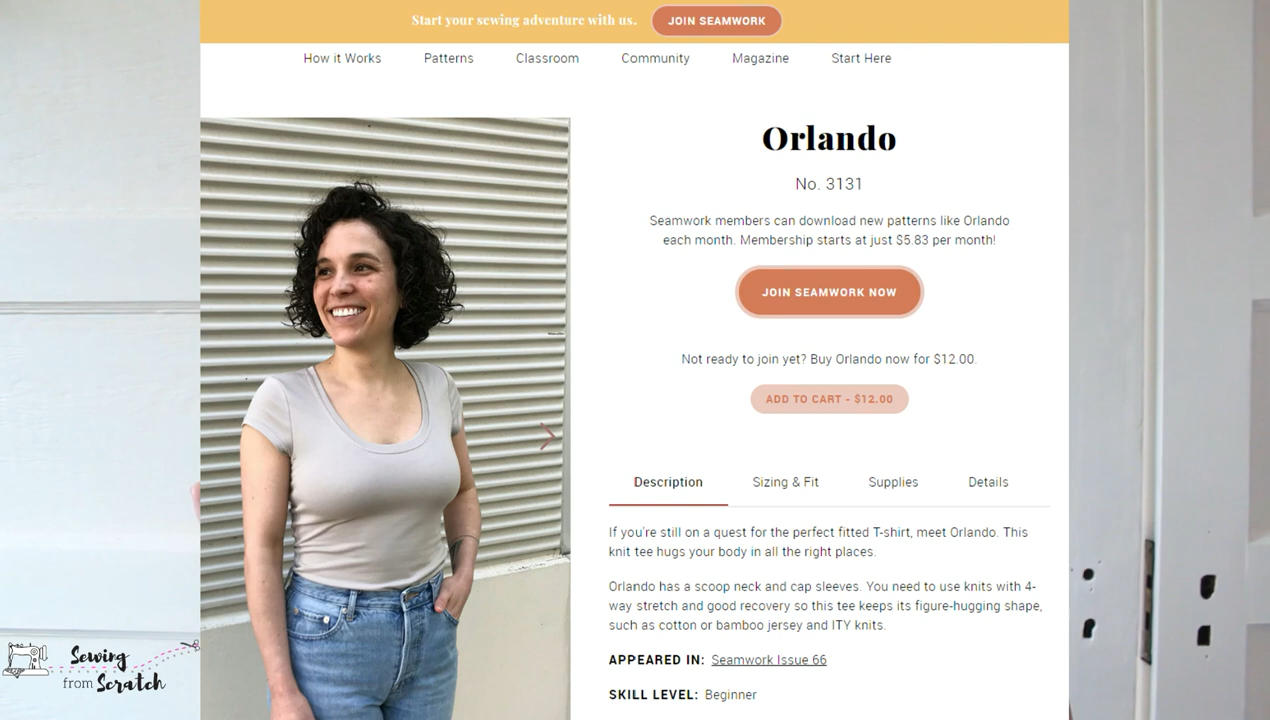 Start your sewing adventure with us.
JOIN SEAMWORK
How it Works Patterns Classroom Community Magazine Start Here
Orlando
No. 3131
Seamwork members can download new patterns like Orlando
each month. Membership starts at just $5.83 per month!
JOIN SEAMWORK NOW
Not ready to join yet? Buy Orlando now for $12.00.
ADD TO CART - $12.00
Description Sizing & Fit Supplies Details
If you're still on a quest for the perfect fitted T-shirt, meet Orlando. This
knit tee hugs your body in all the right places.
Orlando has a scoop neck and cap sleeves. You need to use knits with 4-
way stretch and good recovery so this tee keeps its figure-hugging shape,
such as cotton or bamboo jersey and ITY knits.
APPEARED IN: Seamwork Issue 66
SKILL LEVEL: Beginner
Sewing
from Scratch